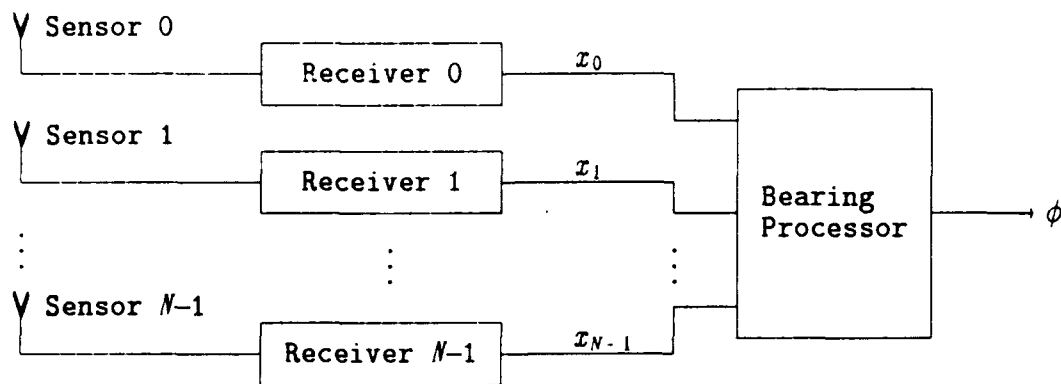 Sensor 0
Receiver 0
x₀
Sensor 1
Receiver 1
x₁
Bearing
Processor
ϕ
Sensor N–1
Receiver N–1
x_{N-1}